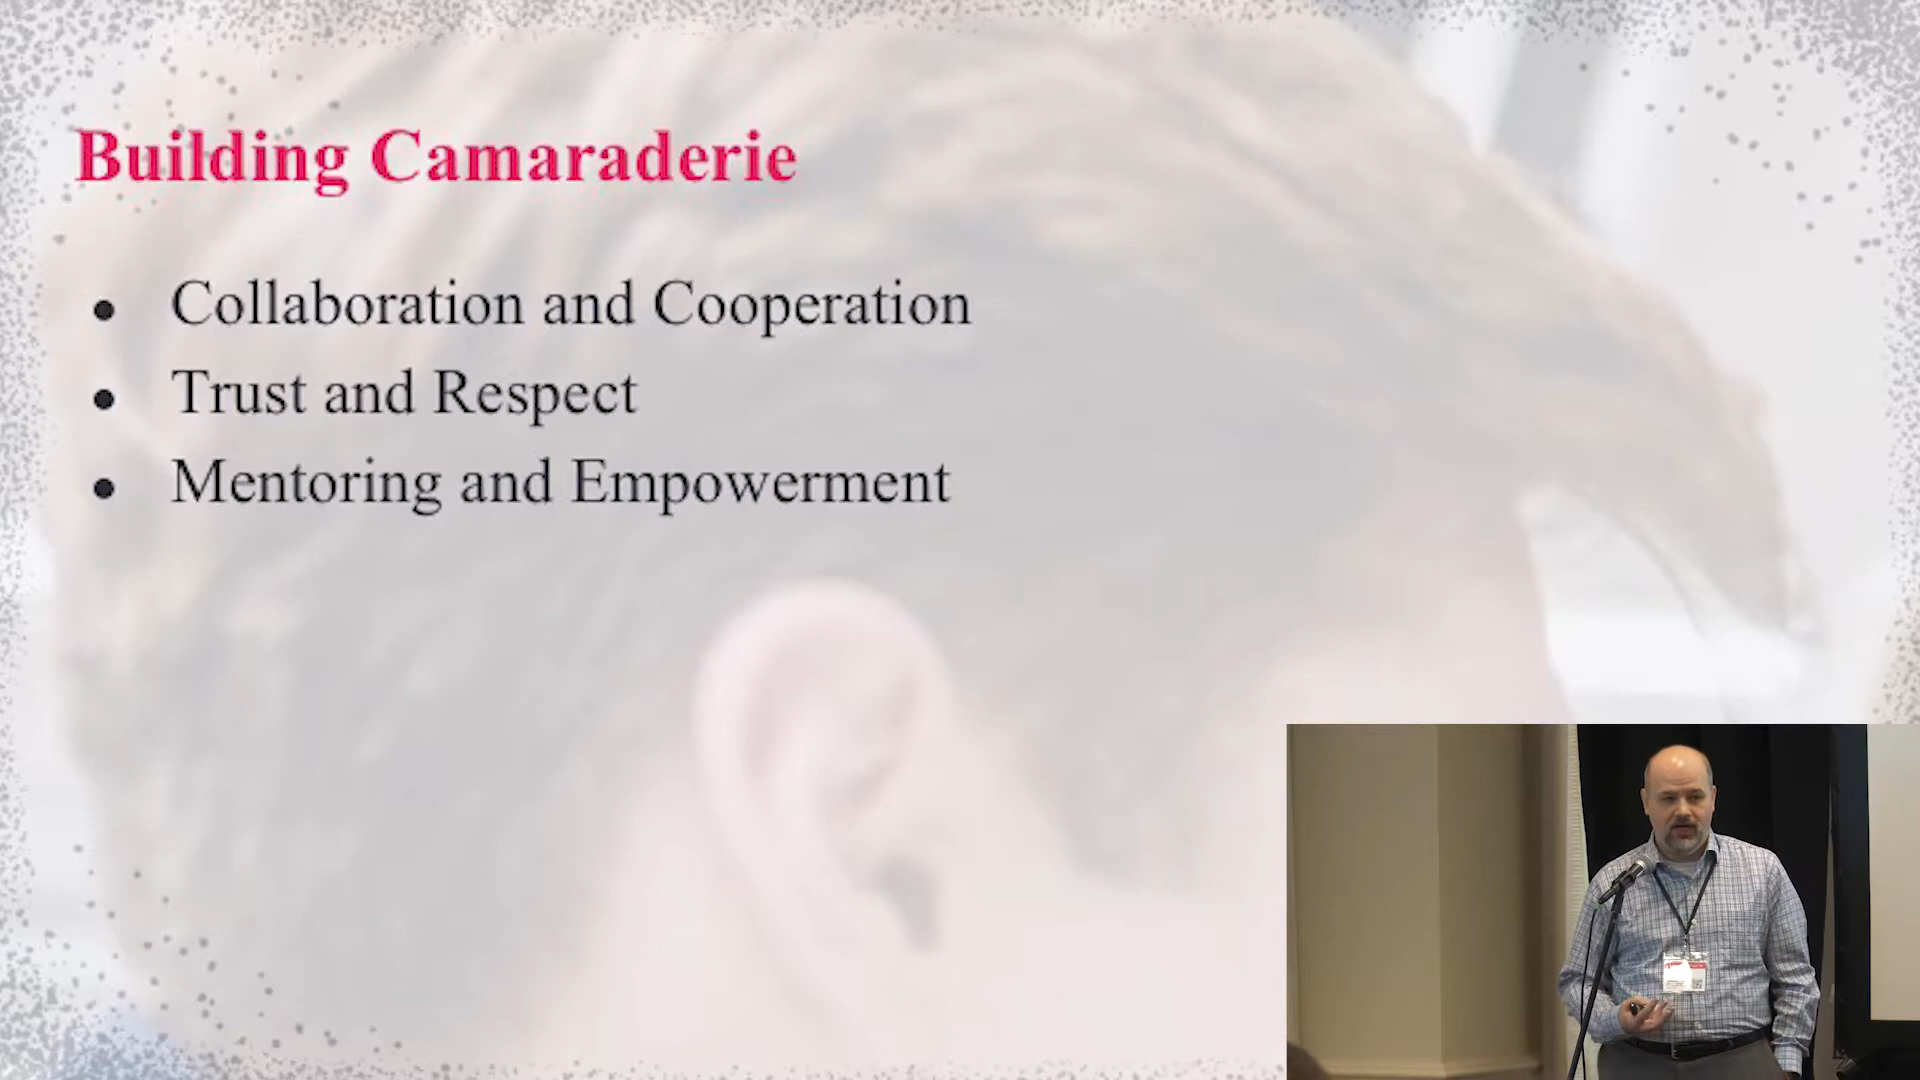 Building Camaraderie
Collaboration and Cooperation
Trust and Respect
Mentoring and Empowerment